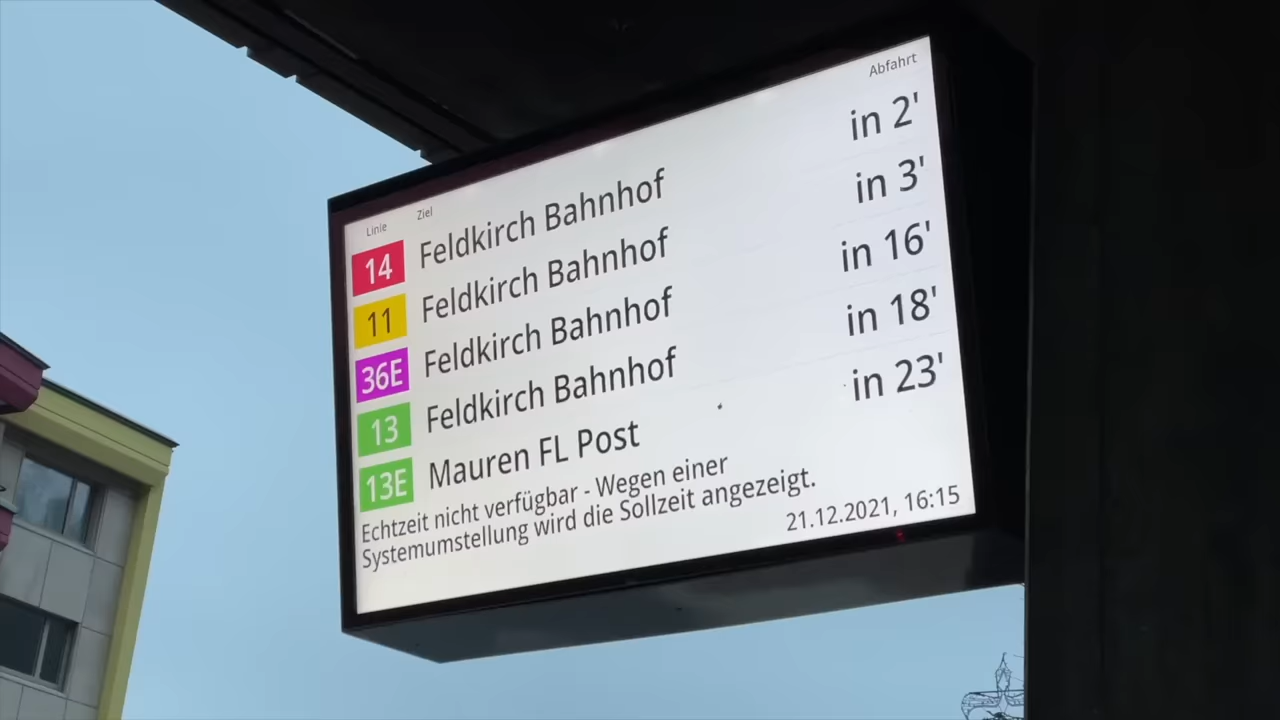 Linie Ziel Abfahrt
14 Feldkirch Bahnhof in 2'
11 Feldkirch Bahnhof in 3'
36E Feldkirch Bahnhof in 16'
13 Feldkirch Bahnhof in 18'
13E Mauren FL Post in 23'
Echtzeit nicht verfügbar - Wegen einer
Systemumstellung wird die Sollzeit angezeigt.
21.12.2021, 16:15